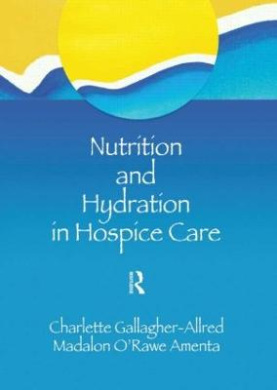 Nutrition
and
Hydration
in Hospice Care
R
Charlette Gallagher-Allred
Madalon O'Rawe Amenta